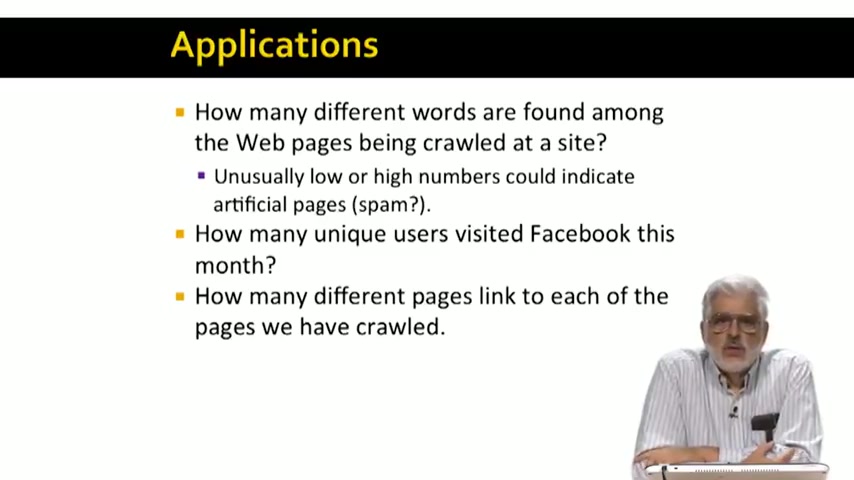 Applications
How many different words are found among
the Web pages being crawled at a site?
Unusually low or high numbers could indicate
artificial pages (spam?).
How many unique users visited Facebook this
month?
How many different pages link to each of the
pages we have crawled.